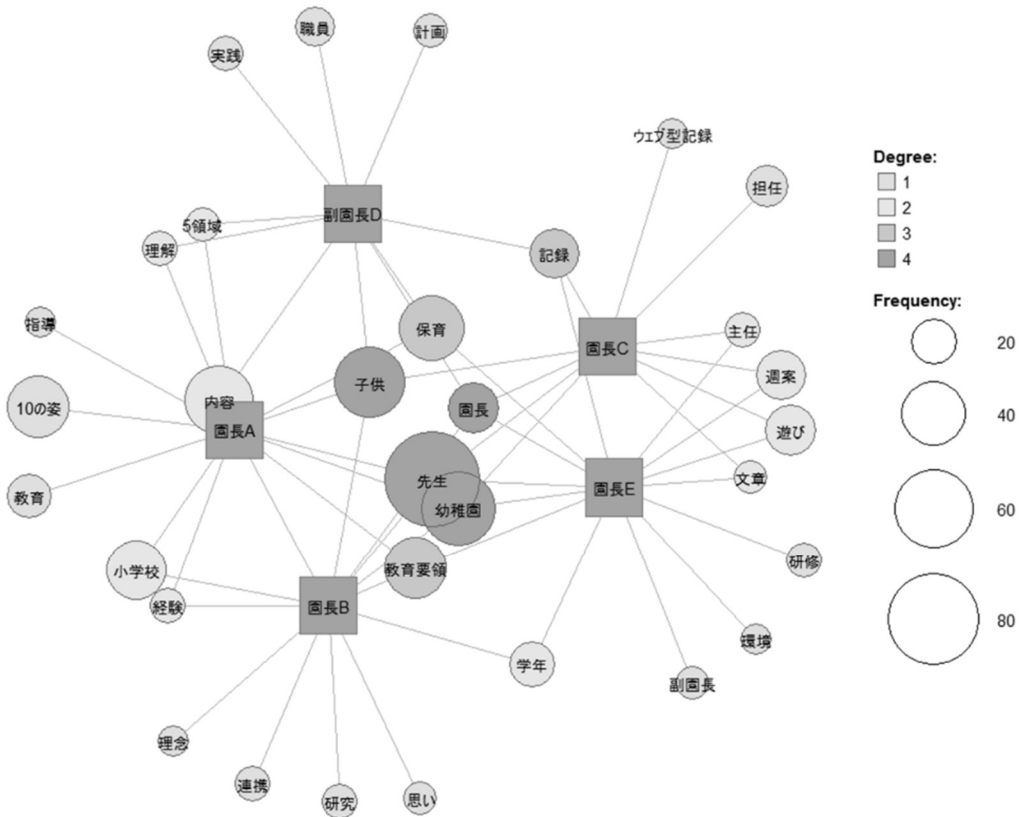 職員
計画
実践
ウェブ型記録
担任
副園長D
5領域
理解
記録
指導
保育
園長C
主任
子供
週案
内容
10の姿
園長
園長A
遊び
先生
文章
園長E
教育
幼稚園
研修
教育要領
小学校
経験
園長B
環境
学年
副園長
理念
連携
研究
思い
Degree:
1
2
3
4
Frequency:
20
40
60
80